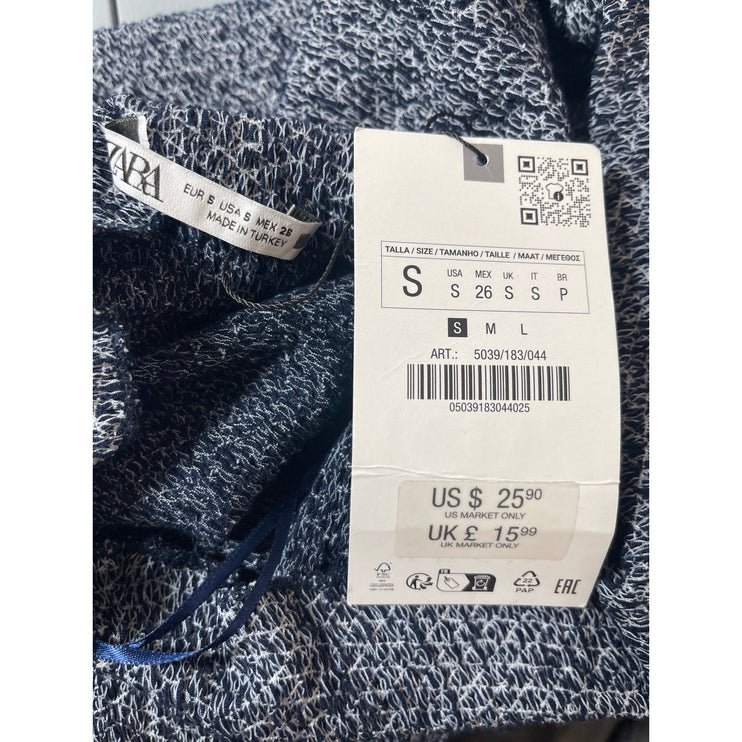 ZARA
EUR S USA S MEX 26
MADE IN TURKEY
TALLA / SIZE / TAMANHO / TAILLE / MAAT / ΜΕΓΕΘΟΣ
S
USA MEX UK IT BR
S 26 S S P
S M L
ART.: 5039/183/044
05039183044025
US $ 25.90
US MARKET ONLY
UK £ 15.99
UK MARKET ONLY
FSC
FR
22
PAP
EAC